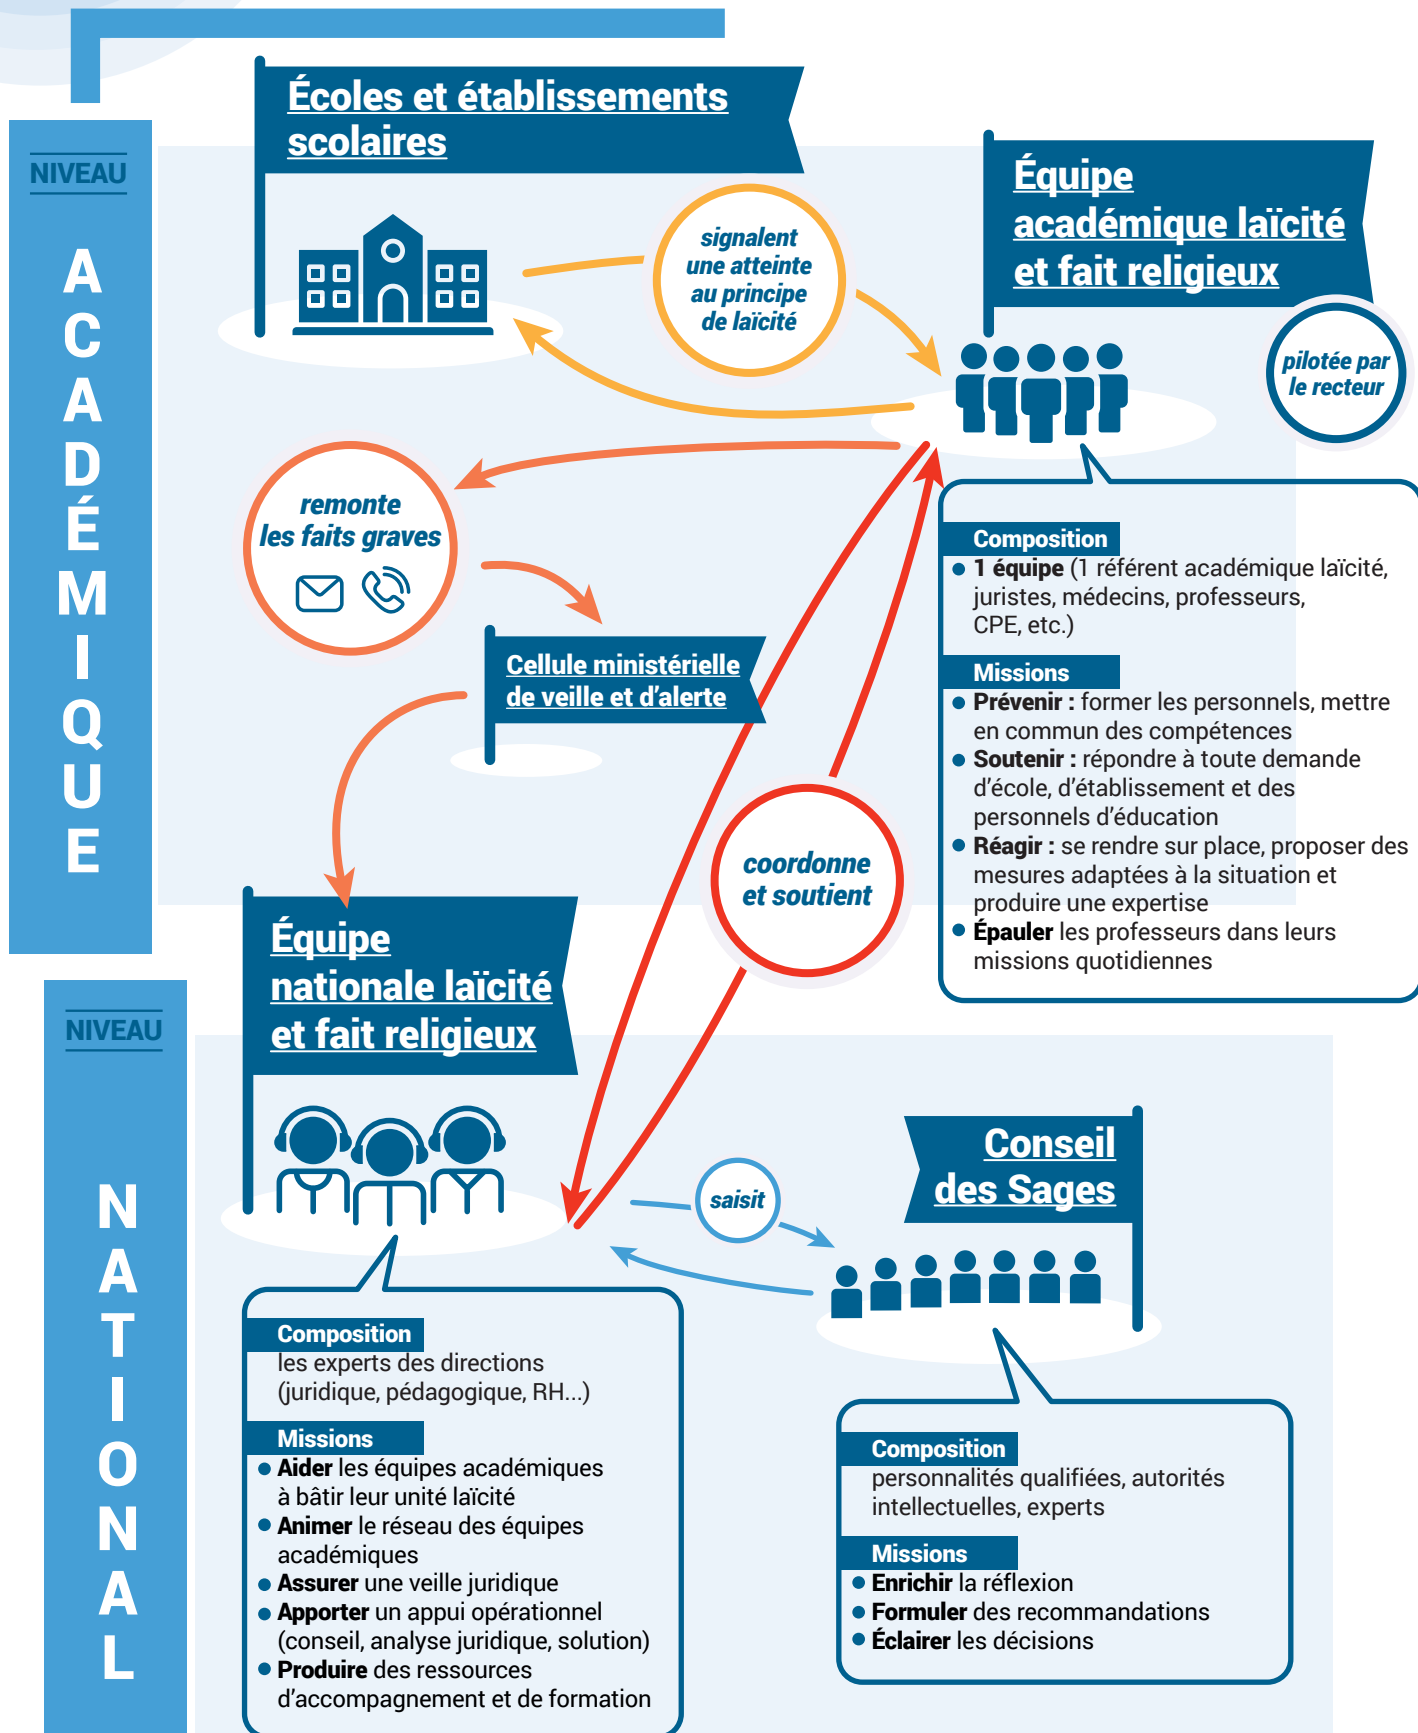 NIVEAU
ACADÉMIQUE
Écoles et établissements
scolaires
signalent
une atteinte
au principe
de laïcité
Équipe
académique laïcité
et fait religieux
pilotée par
le recteur
Composition
1 équipe (1 référent académique laïcité,
juristes, médecins, professeurs,
CPE, etc.)
Missions
Prévenir : former les personnels, mettre
en commun des compétences
Soutenir : répondre à toute demande
d'école, d'établissement et des
personnels d'éducation
Réagir : se rendre sur place, proposer des
mesures adaptées à la situation et
produire une expertise
Épauler les professeurs dans leurs
missions quotidiennes
remonte
les faits graves
Cellule ministérielle
de veille et d'alerte
coordonne
et soutient
NIVEAU
NATIONAL
Équipe
nationale laïcité
et fait religieux
saisit
Conseil
des Sages
Composition
les experts des directions
(juridique, pédagogique, RH...)
Missions
Aider les équipes académiques
à bâtir leur unité laïcité
Animer le réseau des équipes
académiques
Assurer une veille juridique
Apporter un appui opérationnel
(conseil, analyse juridique, solution)
Produire des ressources
d'accompagnement et de formation
Composition
personnalités qualifiées, autorités
intellectuelles, experts
Missions
Enrichir la réflexion
Formuler des recommandations
Éclairer les décisions